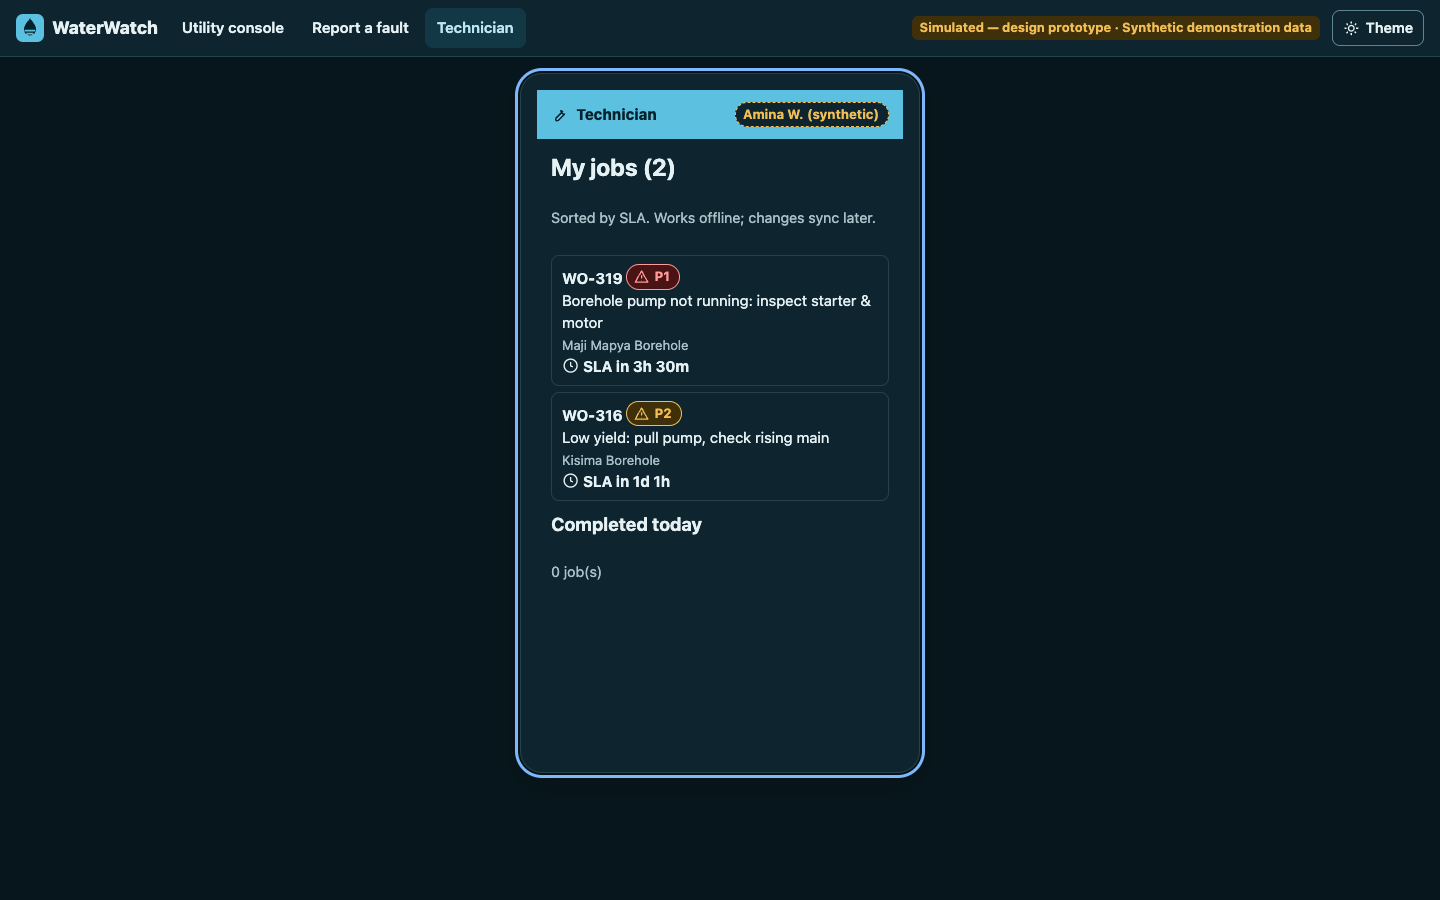 WaterWatch Utility console Report a fault Technician Simulated — design prototype · Synthetic demonstration data Theme
Technician Amina W. (synthetic)
My jobs (2)
Sorted by SLA. Works offline; changes sync later.
WO-319 P1
Borehole pump not running: inspect starter &
motor
Maji Mapya Borehole
SLA in 3h 30m
WO-316 P2
Low yield: pull pump, check rising main
Kisima Borehole
SLA in 1d 1h
Completed today
0 job(s)